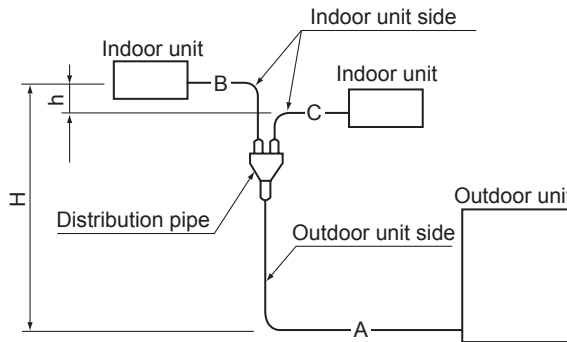 Indoor unit side
Indoor unit
B
Indoor unit
h
C
H
Distribution pipe
Outdoor unit
Outdoor unit side
A